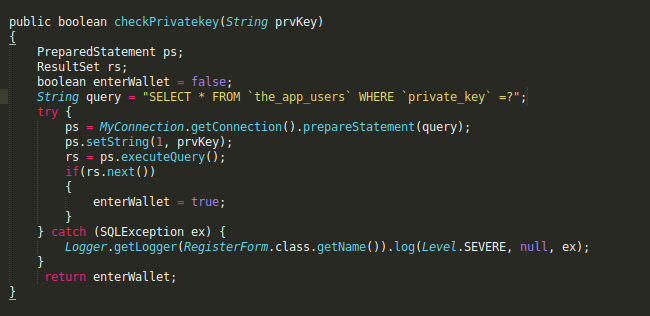 public boolean checkPrivatekey(String prvKey)
{
    PreparedStatement ps;
    ResultSet rs;
    boolean enterWallet = false;
    String query = "SELECT * FROM `the_app_users` WHERE `private_key` =?";
    try {
        ps = MyConnection.getConnection().prepareStatement(query);
        ps.setString(1, prvKey);
        rs = ps.executeQuery();
        if(rs.next())
        {
            enterWallet = true;
        }
    } catch (SQLException ex) {
        Logger.getLogger(RegisterForm.class.getName()).log(Level.SEVERE, null, ex);
    }
     return enterWallet;
}